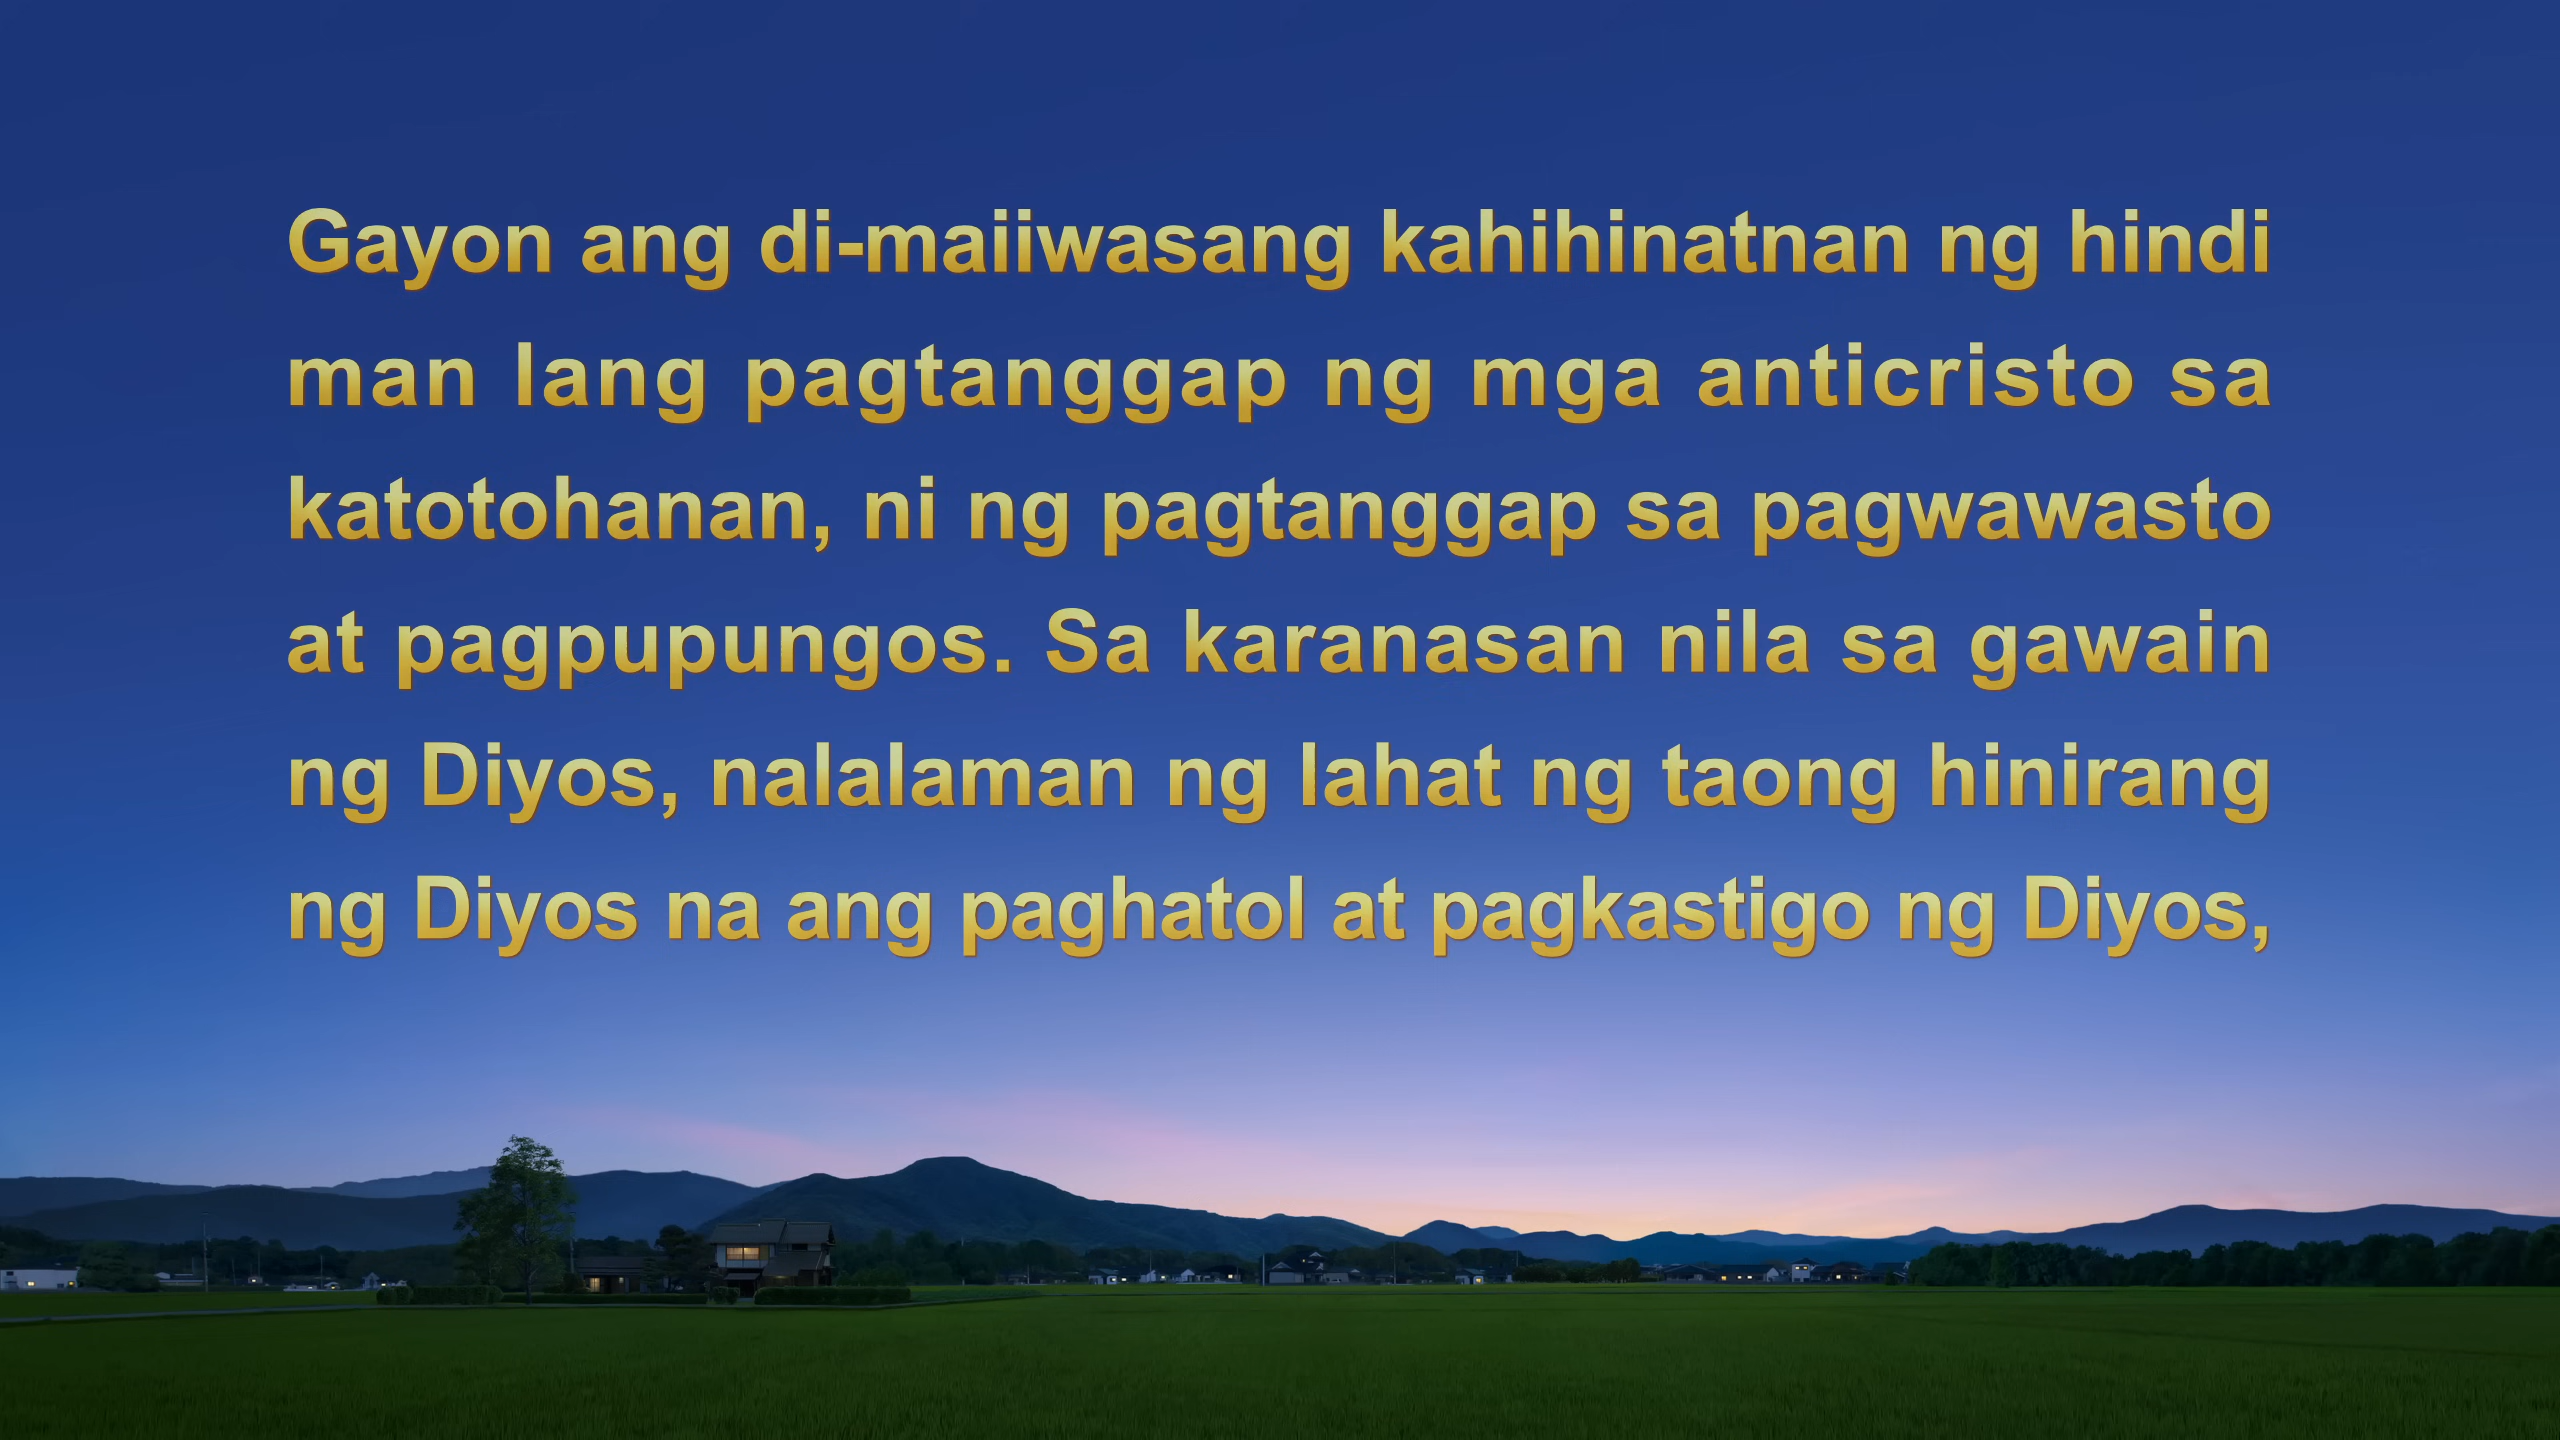 Gayon ang di-maiiwasang kahihinatnan ng hindi
man lang pagtanggap ng mga anticristo sa
katotohanan, ni ng pagtanggap sa pagwawasto
at pagpupungos. Sa karanasan nila sa gawain
ng Diyos, nalalaman ng lahat ng taong hinirang
ng Diyos na ang paghatol at pagkastigo ng Diyos,